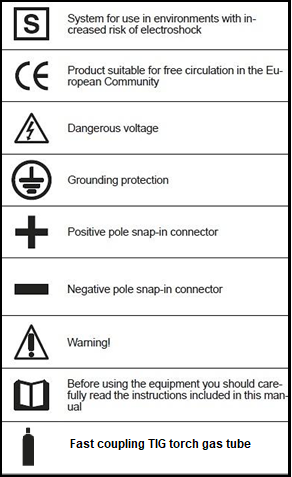 S
System for use in environments with in-
creased risk of electroshock
CE
Product suitable for free circulation in the Eu-
ropean Community
Dangerous voltage
Grounding protection
Positive pole snap-in connector
Negative pole snap-in connector
Warning!
Before using the equipment you should care-
fully read the instructions included in this man-
ual
Fast coupling TIG torch gas tube